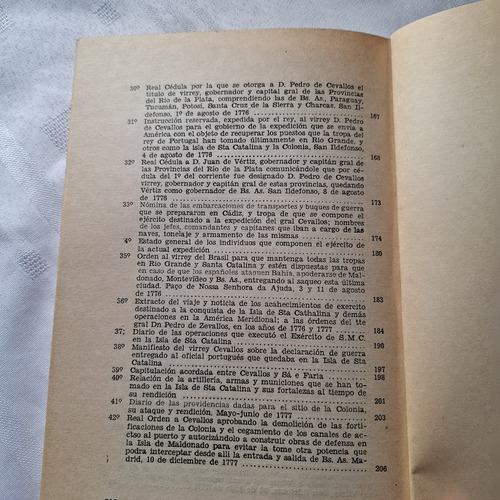 30º Real Cédula por la que se otorga a D. Pedro de Cevallos el
título de virrey, gobernador y capital gral de las Provincias
del Río de la Plata, comprendiendo las de Bs. As., Paraguay,
Tucumán, Potosí, Santa Cruz de la Sierra y Charcas, San Il-
defonso, 1º de agosto de 1776 167
31º Instrucción reservada, expedida por el rey, al virrey D. Pedro
de Cevallos para el gobierno de la expedición que se envía a
América con el objeto de recuperar los puestos que la tropa del
rey de Portugal han tomado últimamente en Río Grande, y
otros como la isla de Sta Catalina y la Colonia, San Ildefonso,
4 de agosto de 1776 168
32º Real Cédula a D. Juan de Vértiz, gobernador y capitán gral de
las Provincias del Río de la Plata comunicándole que por cé-
dula del 1º del corriente fue designado D. Pedro de Cevallos
virrey, gobernador y capitán gral de estas provincias, quedando
Vértiz como gobernador de Bs. As San Ildefonso, 8 de agosto
de 1776 173
33º Nómina de las embarcaciones de transportes y buques de guerra
que se prepararon en Cádiz, y tropa de que se compone el
ejército destinado a la expedición del gral Cevallos; nombres
de los jefes, comandantes y capitanes que iban a cargo de las
naves, tonelaje y armamento de las mismas 174
4º Estado general de los individuos que componen el ejército de
la actual expedición 180
35º Orden al virrey del Brasil para que mantenga todas las tropas
en Río Grande y Santa Catalina y estén dispuestas para que
en caso de que los españoles ataquen Bahía, apoderarse de Mal-
donado, Montevideo y Bs. As., entregando al saqueo esta última
ciudad. Paço de Nossa Senhora da Ajuda, 3 y 11 de agosto
de 1776 183
36º Extracto del viaje y noticia de los acahecimientos de exercito
destinado a la conquista de la Isla de Sta Cathalina y demás
operaciones en la América Meridional; a las órdenes del itte
gral Dn Pedro de Zevallos, en los años de 1776 y 1777 184
37; Diario de las operaciones que executó el Exército de S.M.C.
en la Isla de Sta Catalina 190
38º Manifiesto del virrey Cevallos sobre la declaración de guerra
entregado al oficial portugués que quedaba en la Isla de Sta
Catalina 197
39º Capitulación acordada entre Cevallos y Sá e Faria 198
40º Relación de la artillería, armas y municiones que se han to-
mado en la Isla de Sta Catalina y sus fortalezas al tiempo de
su rendición 201
41º Diario de las providencias dadas para el sitio de la Colonia,
su ataque y rendición, Mayo-Junio de 1777 203
42º Real Orden a Cevallos aprobando la demolición de las forti-
ficaciones de la Colonia y el cegamiento de los canales de ac-
ciso al puerto y autorizándolo a construir obras de defensa en
la Isla de Maldonado para evitar la tome otra potencia que
podra interceptar desde allí la entrada y salida de Bs. As. Ma-
drid, 10 de diciembre de 1777 206